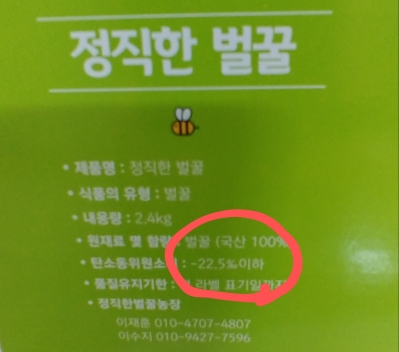 정직한 벌꿀
• 제품명 : 정직한 벌꿀
• 식품의 유형 : 벌꿀
• 내용량 : 2.4kg
• 원재료 및 함량 : 벌꿀 (국산 100%
• 탄소동위원소 : -22.5‰이하
• 품질유지기한 : 라벨 표기일까지
• 정직한벌꿀농장
이재훈 010-4707-4807
이수지 010-9427-7596